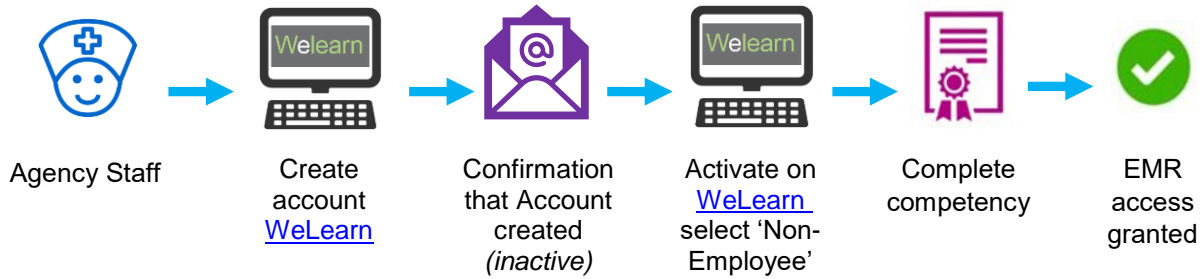 Welearn
@
Welearn
Agency Staff
Create
account
WeLearn
Confirmation
that Account
created
(inactive)
Activate on
WeLearn
select ‘Non-
Employee’
Complete
competency
EMR
access
granted